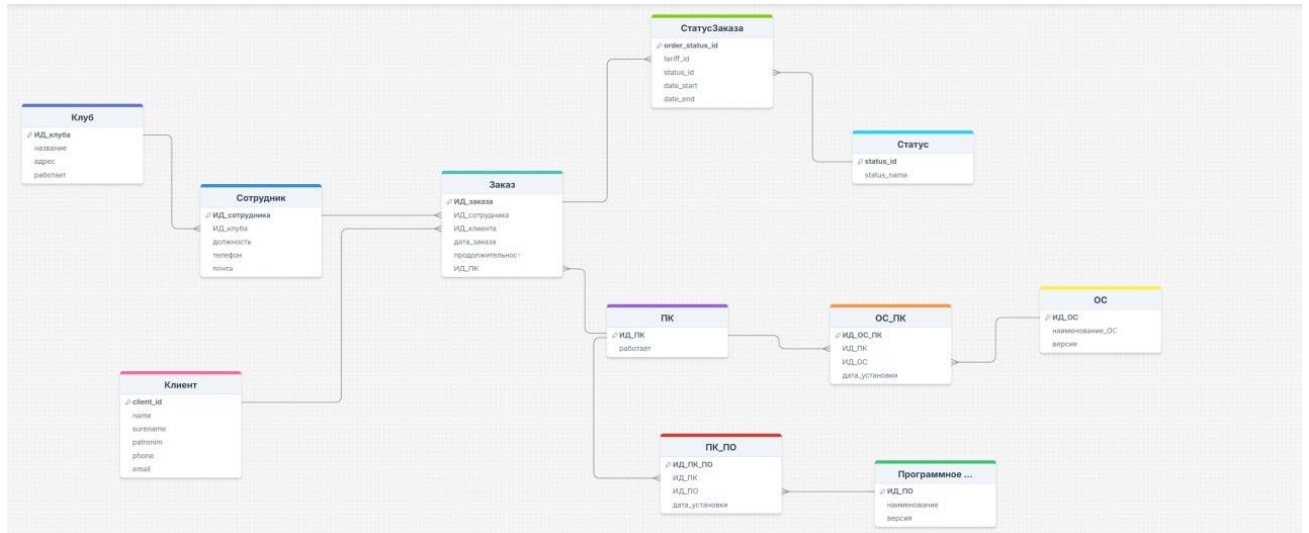 СтатусЗаказа
order_status_id
tariff_id
status_id
date_start
date_end
Клуб
ИД_клуба
название
адрес
работает
Статус
status_id
status_name
Сотрудник
ИД_сотрудника
ИД_клуба
должность
телефон
почта
Заказ
ИД_заказа
ИД_сотрудника
ИД_клиента
дата_заказа
продолжительнос
ИД_ПК
ПК
ИД_ПК
работает
ОС_ПК
ИД_ОС_ПК
ИД_ПК
ИД_ОС
дата_установки
ОС
ИД_ОС
наименование_ОС
версия
Клиент
client_id
name
surename
patronim
phone
email
ПК_ПО
ИД_ПК_ПО
ИД_ПК
ИД_ПО
дата_установки
Программное ...
ИД_ПО
наименование
версия